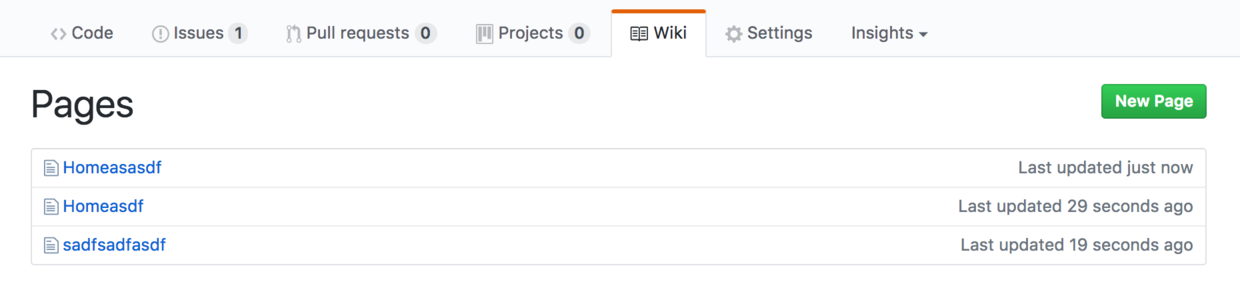 Code Issues 1 Pull requests 0 Projects 0 Wiki Settings Insights
Pages
New Page
Homeasasdf Last updated just now
Homeasdf Last updated 29 seconds ago
sadfsadfasdf Last updated 19 seconds ago